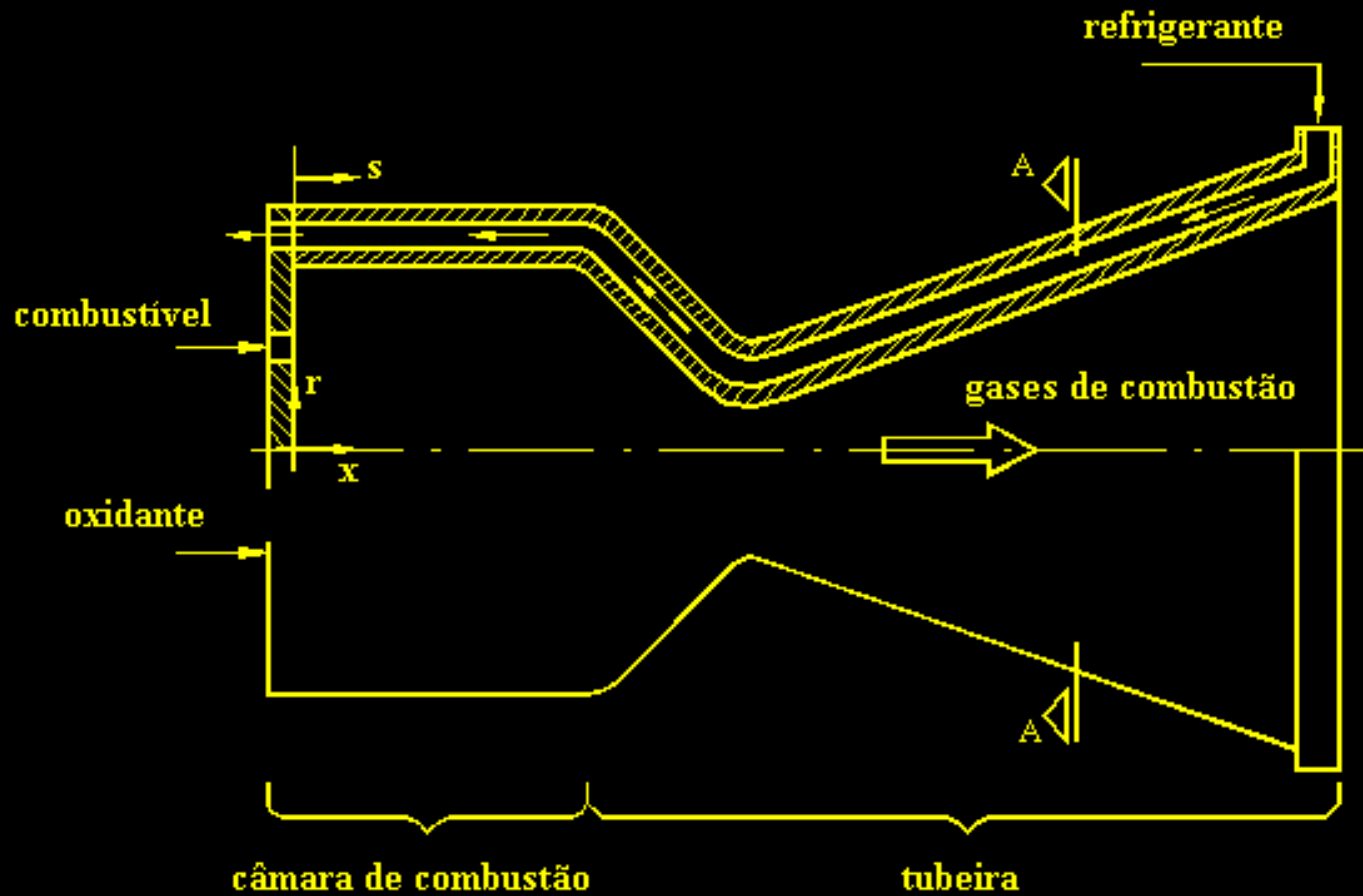 refrigerante
A
s
combustível
r
gases de combustão
x
oxidante
A
câmara de combustão
tubeira